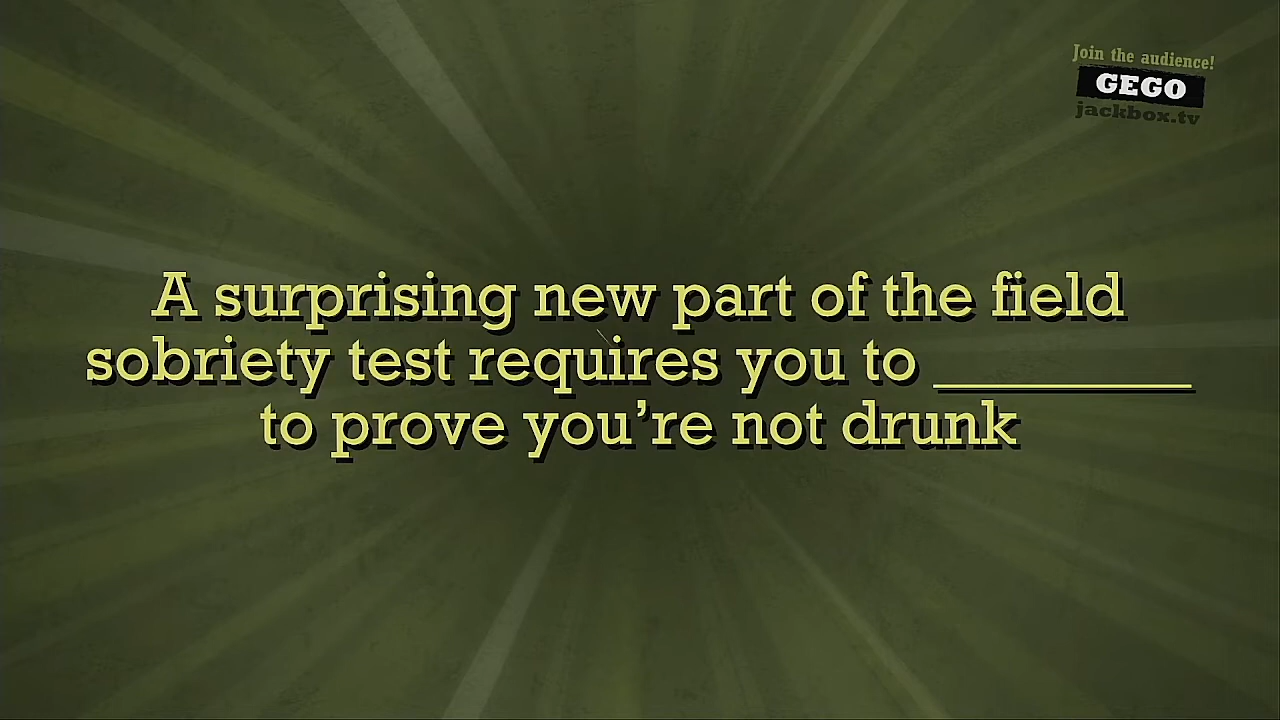 Join the audience!
GEGO
jackbox.tv
A surprising new part of the field
sobriety test requires you to ________
to prove you're not drunk